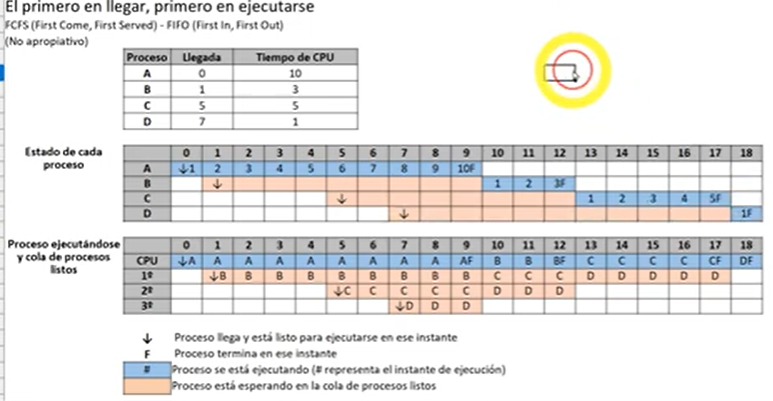 El primero en llegar, primero en ejecutarse
FCFS (First Come, First Served) - FIFO (First In, First Out)
(No apropiativo)
Proceso Llegada Tiempo de CPU
A 0 10
B 1 3
C 5 5
D 7 1
Estado de cada proceso
0 1 2 3 4 5 6 7 8 9 10 11 12 13 14 15 16 17 18
A ↓1 2 3 4 5 6 7 8 9 10F
B ↓ 1 2 3F
C ↓ 1 2 3 4 5F
D ↓ 1F
Proceso ejecutándose y cola de procesos listos
0 1 2 3 4 5 6 7 8 9 10 11 12 13 14 15 16 17 18
CPU ↓A A A A A A A A A AF B B BF C C C C CF DF
1º ↓B B B B B B B B B C C C D D D D D
2º ↓C C C C C D D D
3º ↓D D D
↓ Proceso llega y está listo para ejecutarse en ese instante
F Proceso termina en ese instante
# Proceso se está ejecutando (# representa el instante de ejecución)
Proceso está esperando en la cola de procesos listos